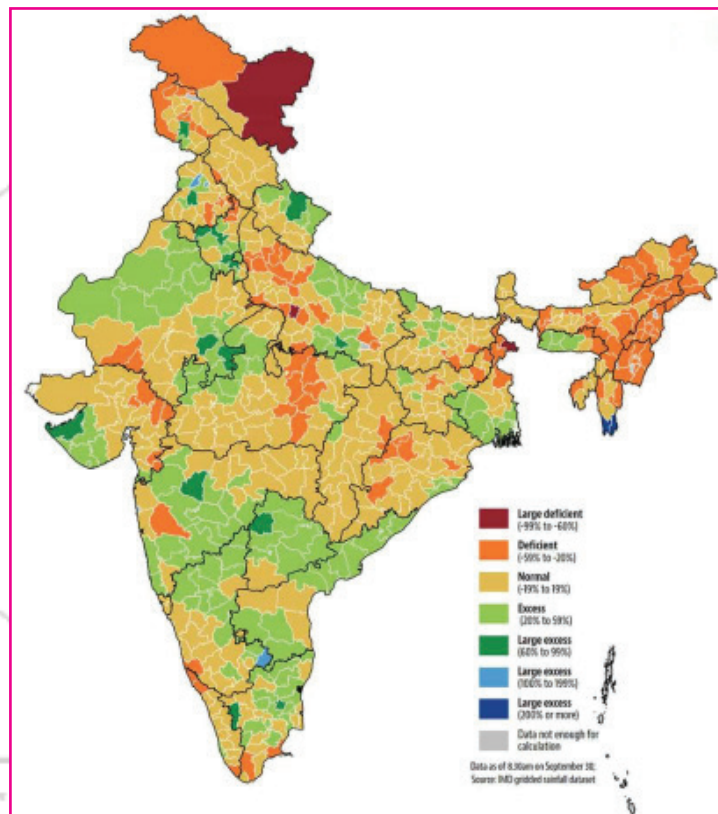 Large deficient
(-99% to -60%)
Deficient
(-59% to -20%)
Normal
(-19% to 19%)
Excess
(20% to 59%)
Large excess
(60% to 99%)
Large excess
(100% to 199%)
Large excess
(200% or more)
Data not enough for
calculation
Data as of 8.30am on September 30;
Source: IMD gridded rainfall dataset